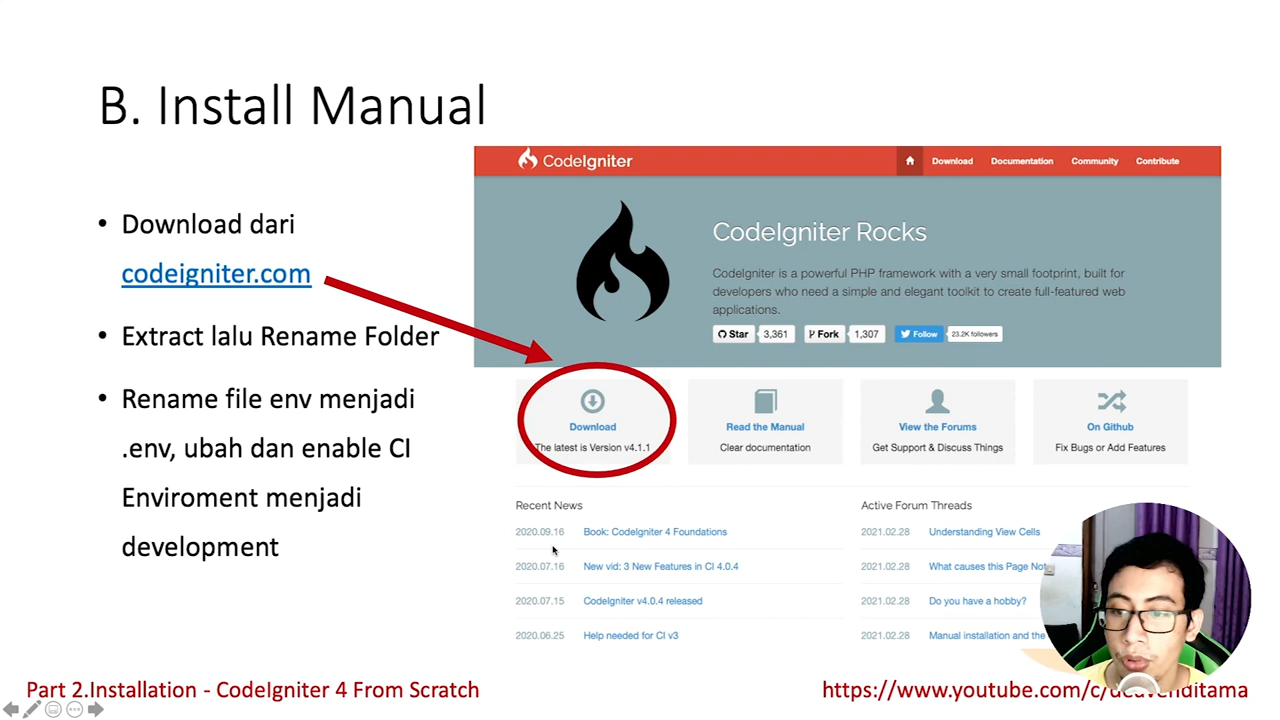 B. Install Manual
• Download dari
codeigniter.com
• Extract lalu Rename Folder
• Rename file env menjadi
.env, ubah dan enable CI
Enviroment menjadi
development
CodeIgniter
Download Documentation Community Contribute
CodeIgniter Rocks
CodeIgniter is a powerful PHP framework with a very small footprint, built for
developers who need a simple and elegant toolkit to create full-featured web
applications.
Star 3,361 Fork 1,307 Follow 23.2K followers
Download Read the Manual View the Forums On Github
The latest is Version v4.1.1 Clear documentation Get Support & Discuss Things Fix Bugs or Add Features
Recent News
2020.09.16 Book: CodeIgniter 4 Foundations
2020.07.16 New vid: 3 New Features in CI 4.0.4
2020.07.15 CodeIgniter v4.0.4 released
2020.06.25 Help needed for CI v3
Active Forum Threads
2021.02.28 Understanding View Cells
2021.02.28 What causes this Page
2021.02.28 Do you have a hobby?
2021.02.28 Manual installation and the
Part 2.Installation - CodeIgniter 4 From Scratch
https://www.youtube.com/c/deavenditama